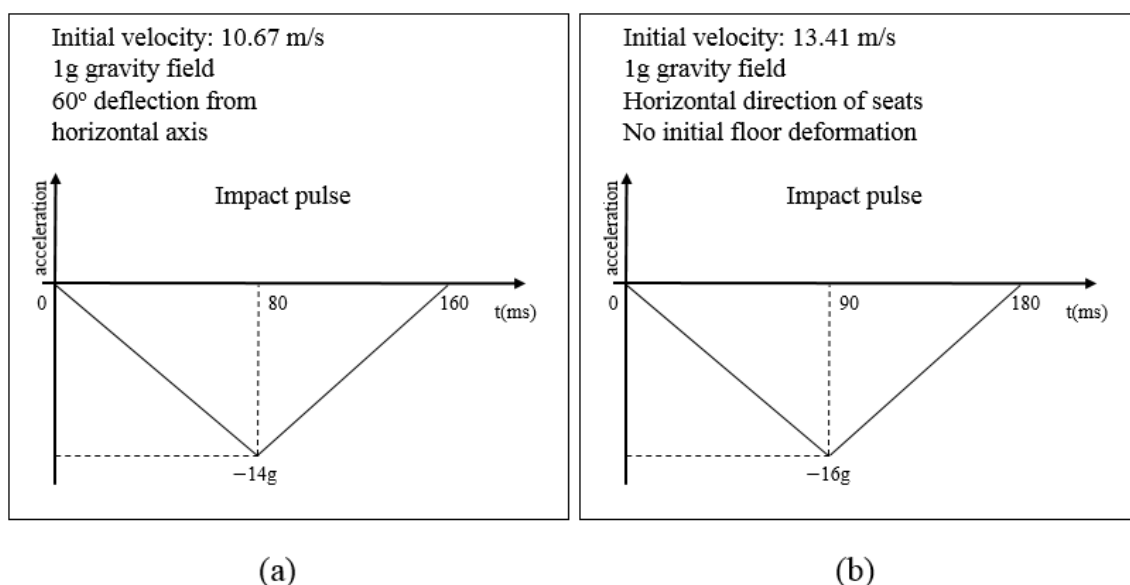 Initial velocity: 10.67 m/s
1g gravity field
60° deflection from
horizontal axis
Impact pulse
acceleration
0
80
160
t(ms)
−14g
(a)
Initial velocity: 13.41 m/s
1g gravity field
Horizontal direction of seats
No initial floor deformation
Impact pulse
acceleration
0
90
180
t(ms)
−16g
(b)